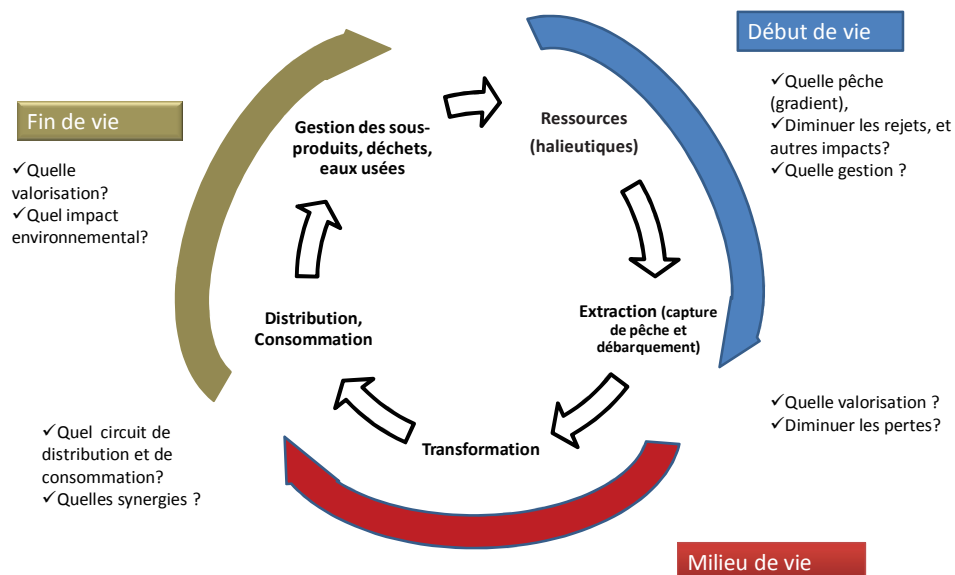 Début de vie
✓Quelle pêche
(gradient),
✓Diminuer les rejets, et
autres impacts?
✓Quelle gestion ?
Fin de vie
✓Quelle
valorisation?
✓Quel impact
environnemental?
Gestion des sous-
produits, déchets,
eaux usées
Ressources
(halieutiques)
Distribution,
Consommation
Extraction (capture
de pêche et
débarquement)
Transformation
✓Quelle valorisation ?
✓Diminuer les pertes?
✓Quel circuit de
distribution et de
consommation?
✓Quelles synergies ?
Milieu de vie